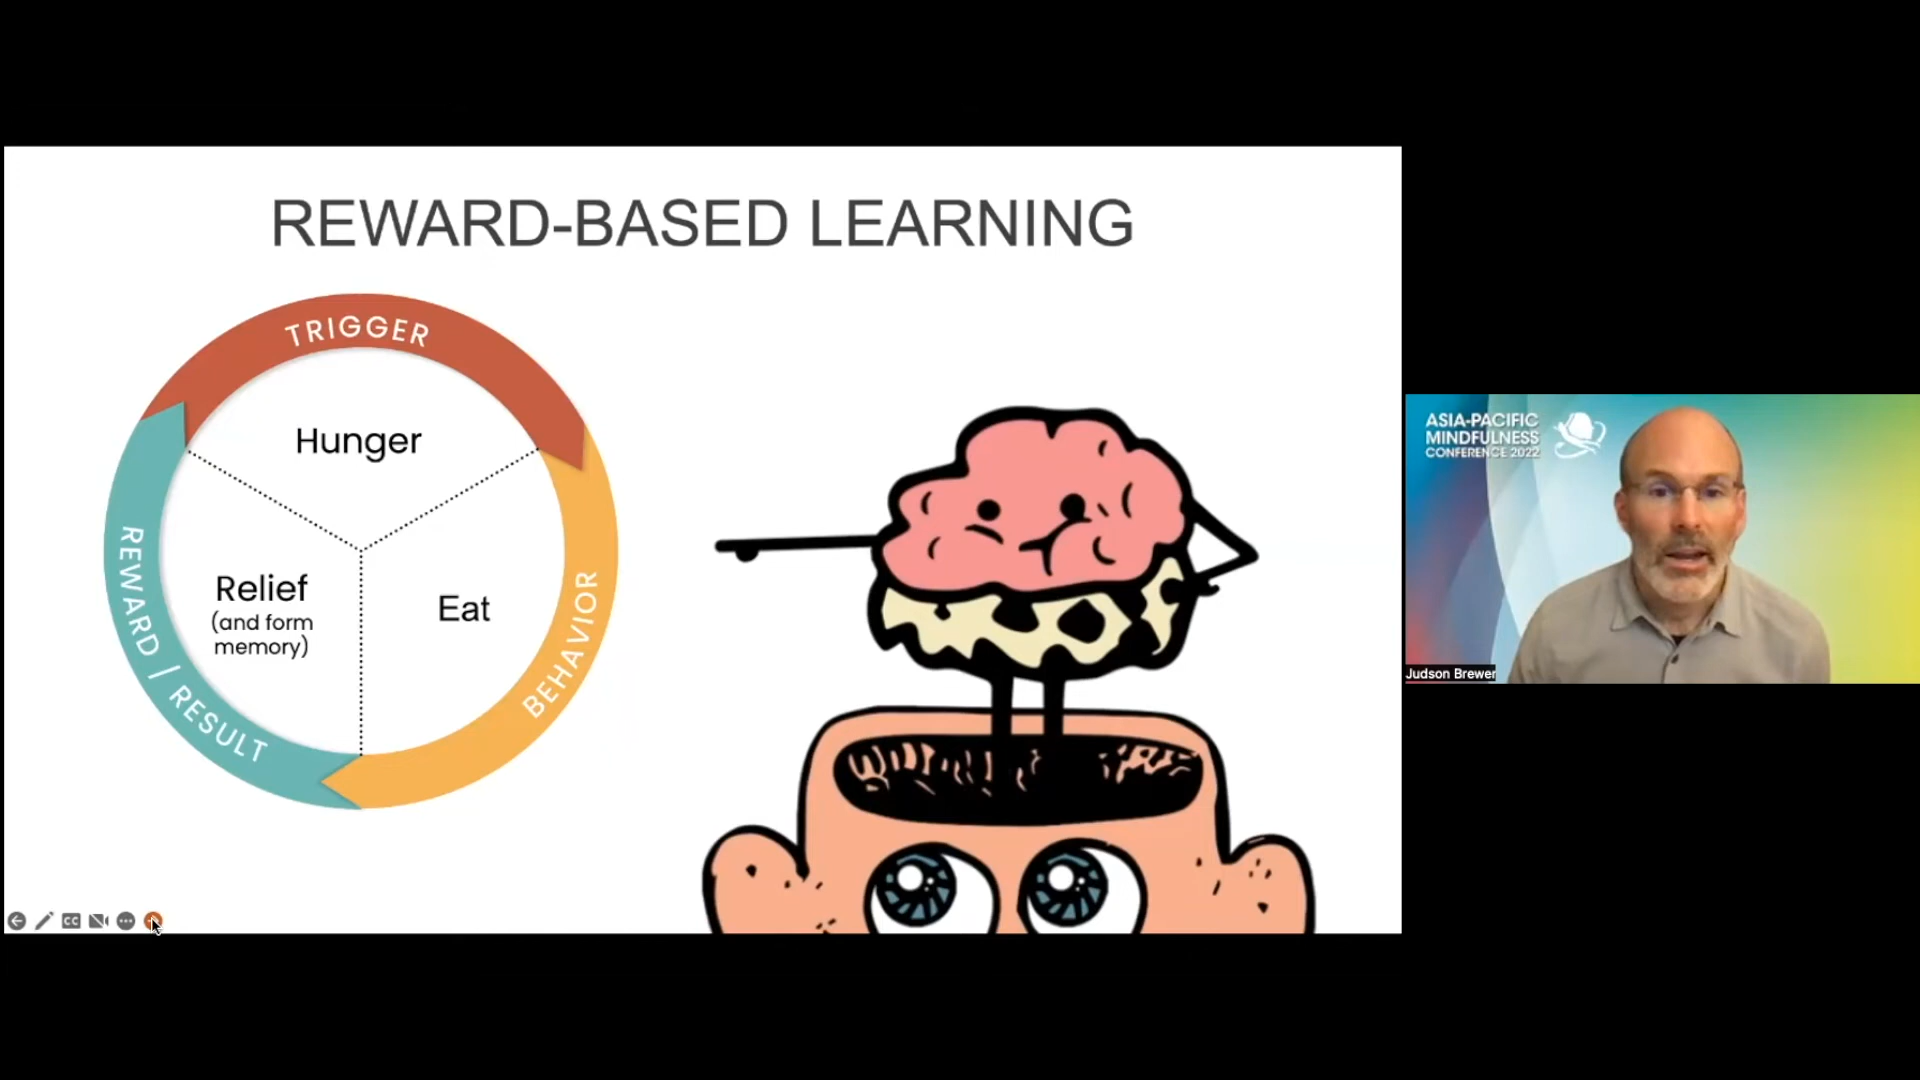 REWARD-BASED LEARNING
TRIGGER
Hunger
BEHAVIOR
Eat
REWARD / RESULT
Relief
(and form
memory)
CC
ASIA-PACIFIC
MINDFULNESS
CONFERENCE 2022
Judson Brewer